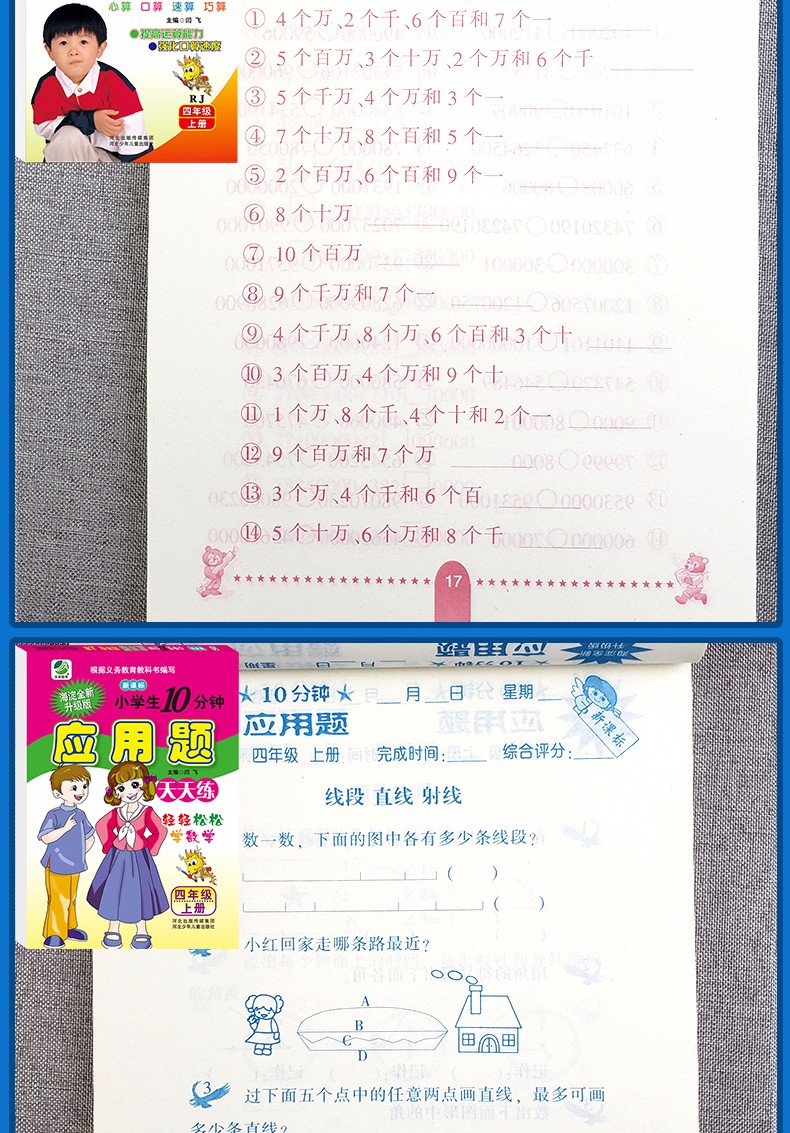 心算 口算 速算 巧算
主编◎闫 飞
●提高运算能力
●强化口算速度
RJ
四年级
上册
河北出版传媒集团
河北少年儿童出版社
① 4个万、2个千、6个百和7个一
② 5个百万、3个十万、2个万和6个千
③ 5个千万、4个万和3个一
④ 7个十万、8个百和5个一
⑤ 2个百万、6个百和9个一
⑥ 8个十万
⑦ 10个百万
⑧ 9个千万和7个一
⑨ 4个千万、8个万、6个百和3个十
⑩ 3个百万、4个万和9个十
⑪ 1个万、8个千、4个十和2个一
⑫ 9个百万和7个万
⑬ 3个万、4个千和6个百
⑭ 5个十万、6个万和8个千
17
根据义务教育教科书编写
海淀全新
升级版
新课标
小学生10分钟
应用题
主编◎闫 飞
天天练
轻轻松松
学数学
四年级
上册
河北出版传媒集团
河北少年儿童出版社
★10分钟★ 月 日 星期
应用题
新课标
四年级 上册 完成时间: 综合评分:
线段 直线 射线
数一数，下面的图中各有多少条线段?
( )
( )
小红回家走哪条路最近?
A
B
C
D
3 过下面五个点中的任意两点画直线，最多可画
多少条直线?